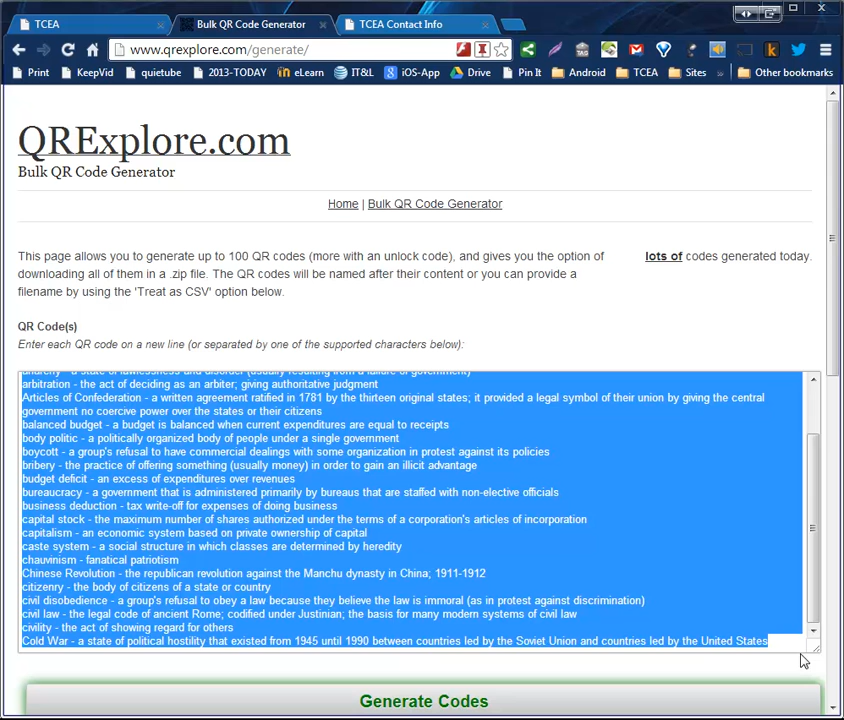 TCEA
Bulk QR Code Generator
TCEA Contact Info
www.qrexplore.com/generate/
Print KeepVid quietube 2013-TODAY eLearn IT&L iOS-App Drive Pin It Android TCEA Sites » Other bookmarks
QRExplore.com
Bulk QR Code Generator
Home | Bulk QR Code Generator
This page allows you to generate up to 100 QR codes (more with an unlock code), and gives you the option of
downloading all of them in a .zip file. The QR codes will be named after their content or you can provide a
filename by using the 'Treat as CSV' option below.
lots of codes generated today.
QR Code(s)
Enter each QR code on a new line (or separated by one of the supported characters below):
anarchy - a state of lawlessness and disorder (usually resulting from a failure of government)
arbitration - the act of deciding as an arbiter; giving authoritative judgment
Articles of Confederation - a written agreement ratified in 1781 by the thirteen original states; it provided a legal symbol of their union by giving the central
government no coercive power over the states or their citizens
balanced budget - a budget is balanced when current expenditures are equal to receipts
body politic - a politically organized body of people under a single government
boycott - a group's refusal to have commercial dealings with some organization in protest against its policies
bribery - the practice of offering something (usually money) in order to gain an illicit advantage
budget deficit - an excess of expenditures over revenues
bureaucracy - a government that is administered primarily by bureaus that are staffed with non-elective officials
business deduction - tax write-off for expenses of doing business
capital stock - the maximum number of shares authorized under the terms of a corporation's articles of incorporation
capitalism - an economic system based on private ownership of capital
caste system - a social structure in which classes are determined by heredity
chauvinism - fanatical patriotism
Chinese Revolution - the republican revolution against the Manchu dynasty in China; 1911-1912
citizenry - the body of citizens of a state or country
civil disobedience - a group's refusal to obey a law because they believe the law is immoral (as in protest against discrimination)
civil law - the legal code of ancient Rome; codified under Justinian; the basis for many modern systems of civil law
civility - the act of showing regard for others
Cold War - a state of political hostility that existed from 1945 until 1990 between countries led by the Soviet Union and countries led by the United States
Generate Codes